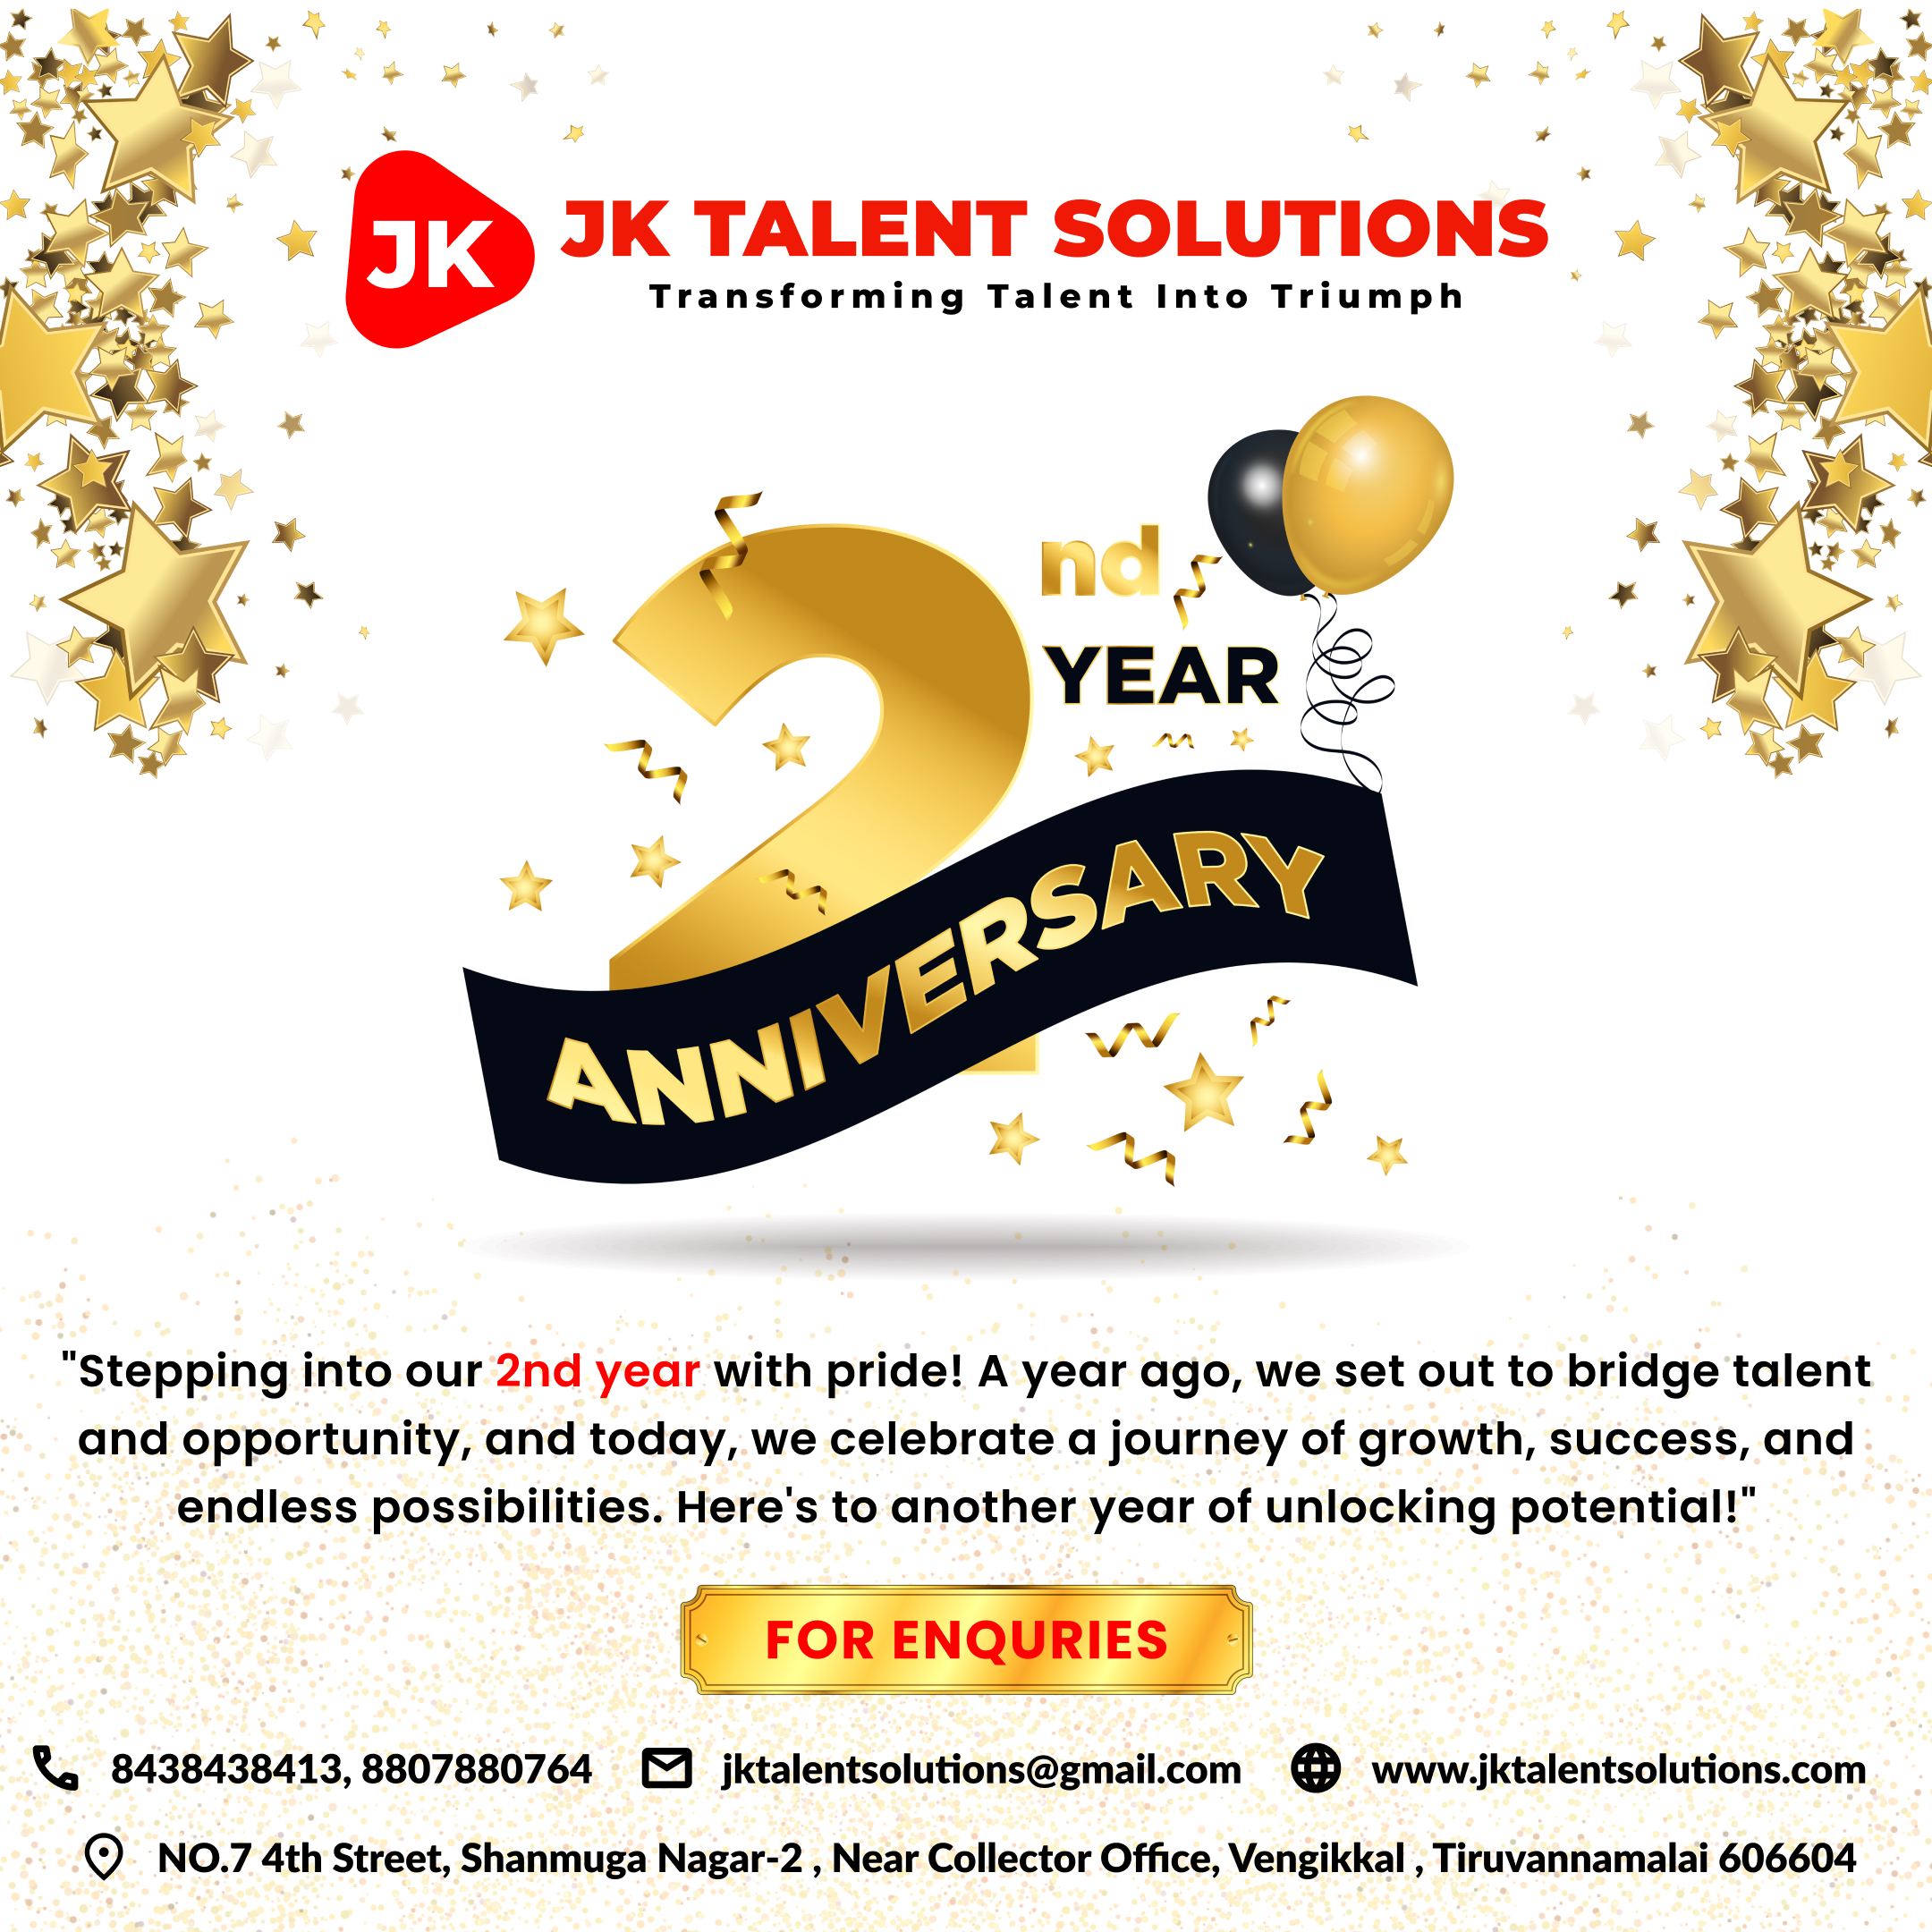 JK
JK TALENT SOLUTIONS
Transforming Talent Into Triumph
2nd
YEAR
ANNIVERSARY
"Stepping into our 2nd year with pride! A year ago, we set out to bridge talent
and opportunity, and today, we celebrate a journey of growth, success, and
endless possibilities. Here's to another year of unlocking potential!"
FOR ENQURIES
8438438413, 8807880764
jktalentsolutions@gmail.com
www.jktalentsolutions.com
NO.7 4th Street, Shanmuga Nagar-2 , Near Collector Office, Vengikkal , Tiruvannamalai 606604